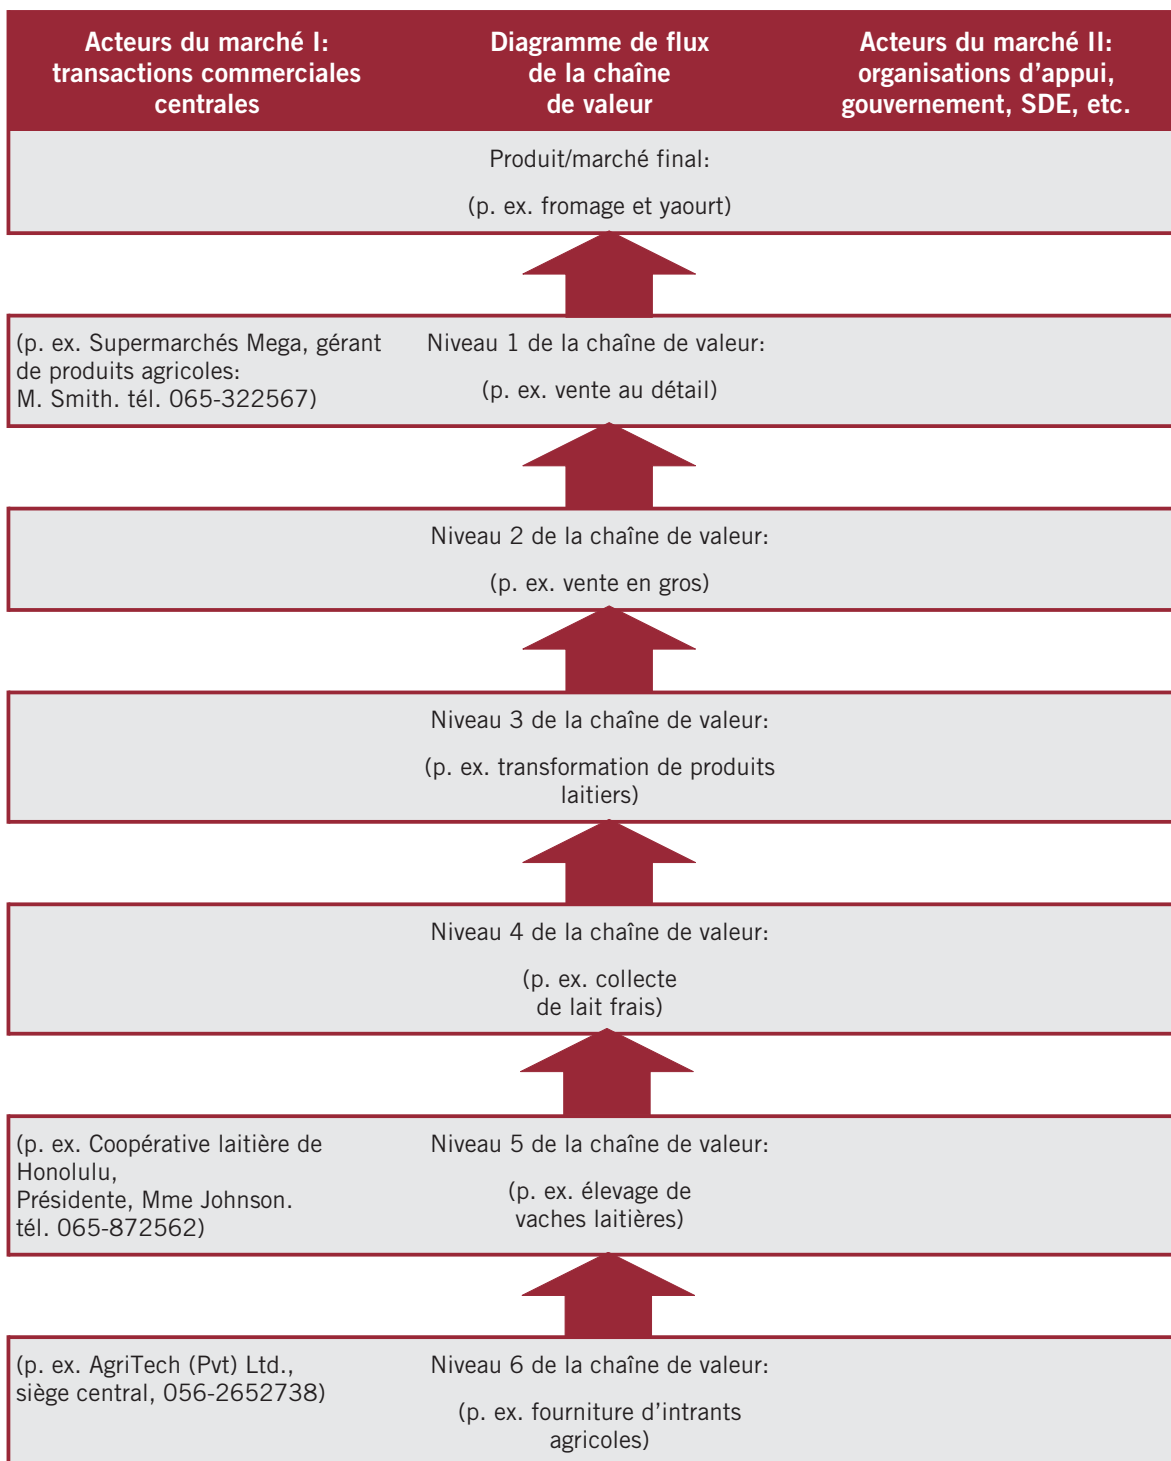 Acteurs du marché I:
transactions commerciales
centrales
Diagramme de flux
de la chaîne
de valeur
Acteurs du marché II:
organisations d’appui,
gouvernement, SDE, etc.
Produit/marché final:
(p. ex. fromage et yaourt)
(p. ex. Supermarchés Mega, gérant
de produits agricoles:
M. Smith. tél. 065-322567)
Niveau 1 de la chaîne de valeur:
(p. ex. vente au détail)
Niveau 2 de la chaîne de valeur:
(p. ex. vente en gros)
Niveau 3 de la chaîne de valeur:
(p. ex. transformation de produits
laitiers)
Niveau 4 de la chaîne de valeur:
(p. ex. collecte
de lait frais)
(p. ex. Coopérative laitière de
Honolulu,
Présidente, Mme Johnson.
tél. 065-872562)
Niveau 5 de la chaîne de valeur:
(p. ex. élevage de
vaches laitières)
(p. ex. AgriTech (Pvt) Ltd.,
siège central, 056-2652738)
Niveau 6 de la chaîne de valeur:
(p. ex. fourniture d’intrants
agricoles)